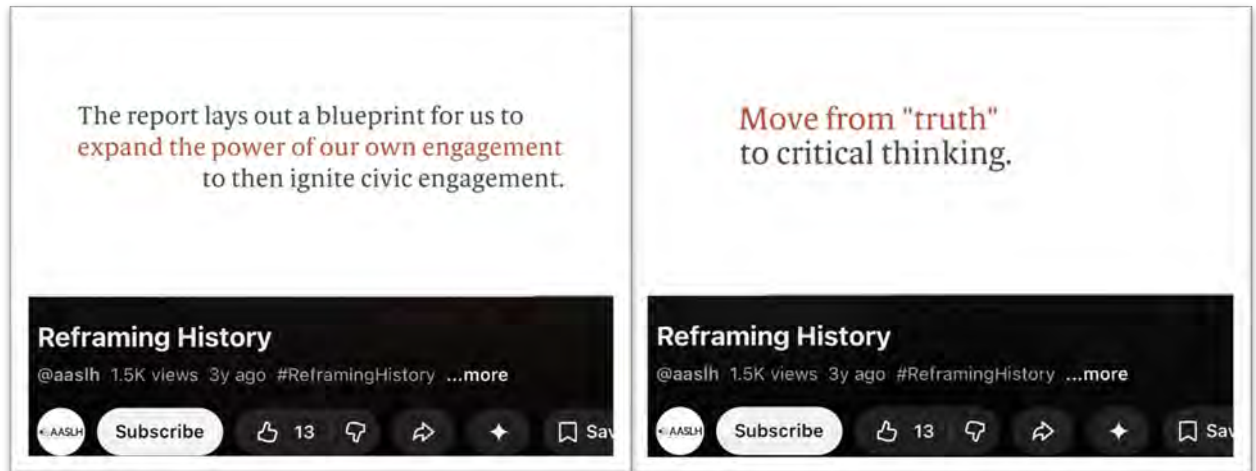 The report lays out a blueprint for us to
expand the power of our own engagement
to then ignite civic engagement.
Reframing History
@aaslh 1.5K views 3y ago #ReframingHistory ...more
AASLH Subscribe 13 Sav
Move from "truth"
to critical thinking.
Reframing History
@aaslh 1.5K views 3y ago #ReframingHistory ...more
AASLH Subscribe 13 Sav